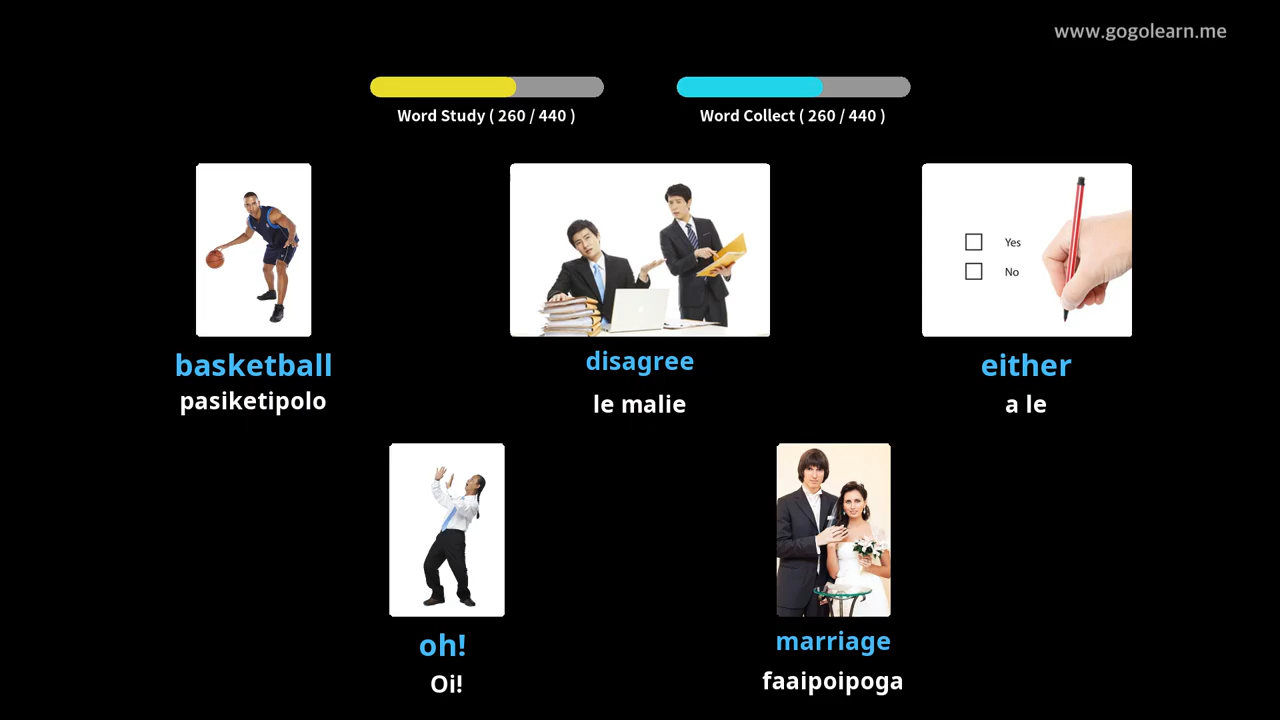 www.gogolearn.me
Word Study ( 260 / 440 )
Word Collect ( 260 / 440 )
Yes
No
basketball
disagree
either
pasiketipolo
le malie
a le
oh!
marriage
Oi!
faaipoipoga